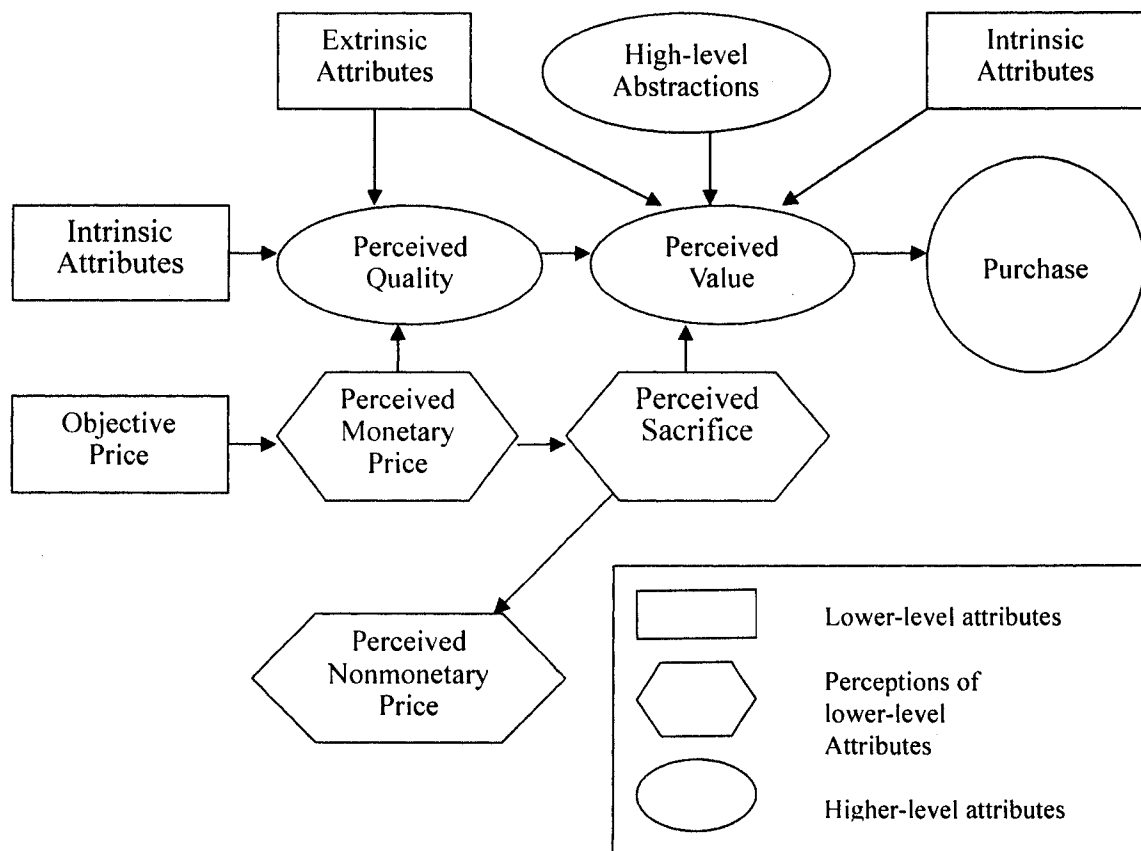 Extrinsic
Attributes
High-level
Abstractions
Intrinsic
Attributes
Intrinsic
Attributes
Perceived
Quality
Perceived
Value
Purchase
Objective
Price
Perceived
Monetary
Price
Perceived
Sacrifice
Perceived
Nonmonetary
Price
Lower-level attributes
Perceptions of
lower-level
Attributes
Higher-level attributes